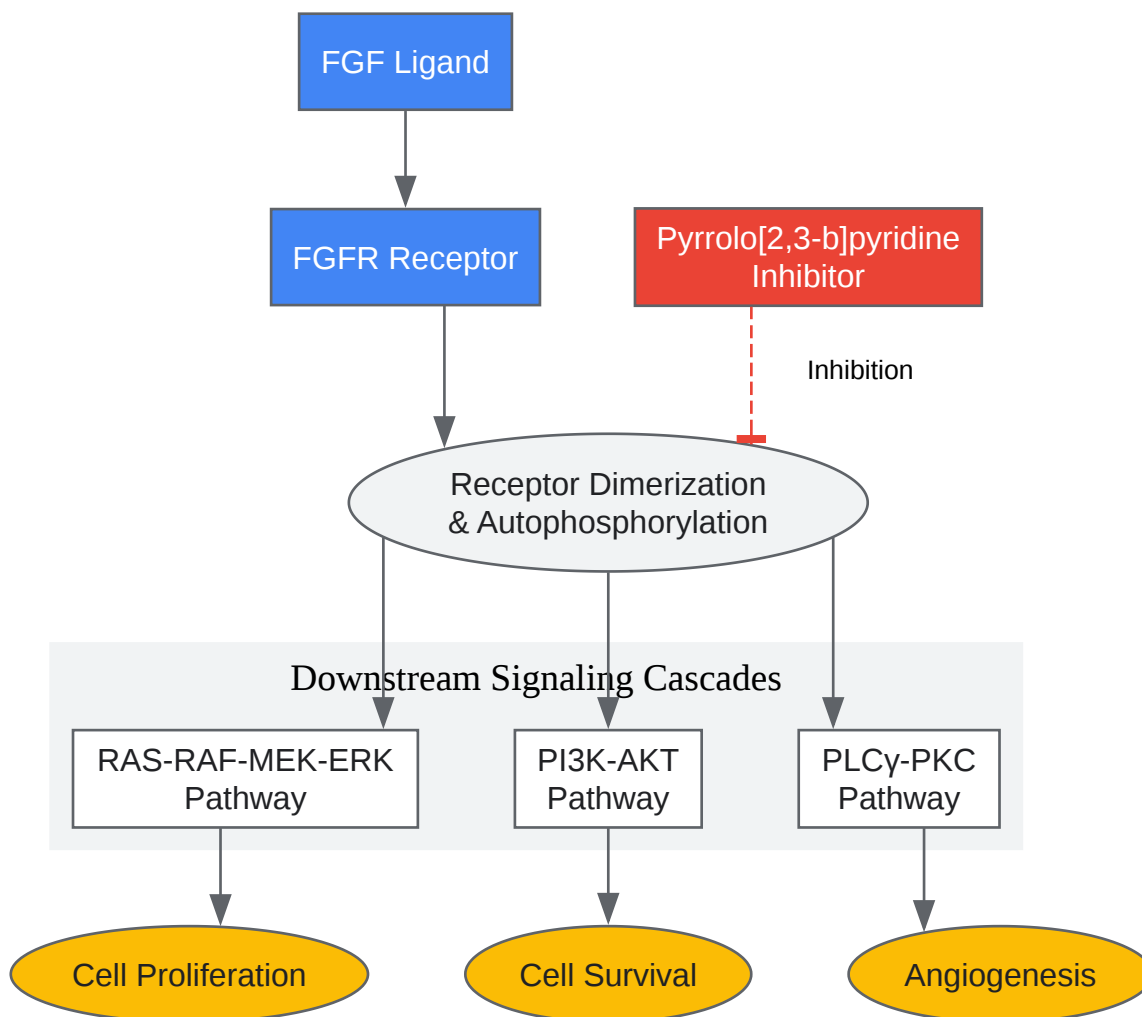 FGF Ligand
FGFR Receptor
Pyrrolo[2,3-b]pyridine
Inhibitor
Inhibition
Receptor Dimerization
& Autophosphorylation
Downstream Signaling Cascades
RAS-RAF-MEK-ERK
Pathway
PI3K-AKT
Pathway
PLCγ-PKC
Pathway
Cell Proliferation
Cell Survival
Angiogenesis